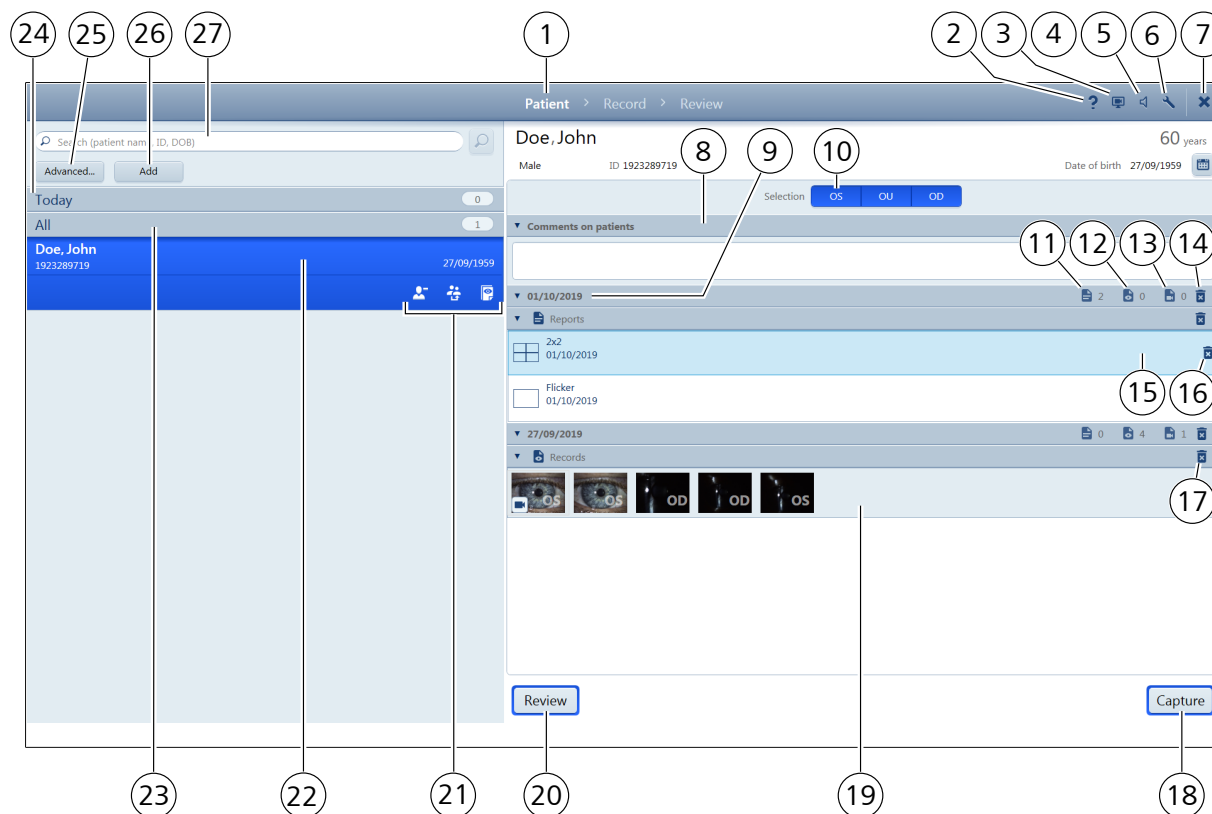 24 25 26 27 1 2 3 4 5 6 7
Patient > Record > Review
?
Search (patient name, ID, DOB)
Advanced... Add
Today 0
All 1
Doe, John
1923289719 27/09/1959
Doe, John 60 years
Male ID 1923289719 Date of birth 27/09/1959
8 9 10
Selection OS OU OD
Comments on patients
11 12 13 14
01/10/2019 2 0 0
Reports
2x2
01/10/2019
Flicker
01/10/2019
15 16
27/09/2019 0 4 1
Records
OS OS OD OD OS
17
Review Capture
23 22 21 20 19 18